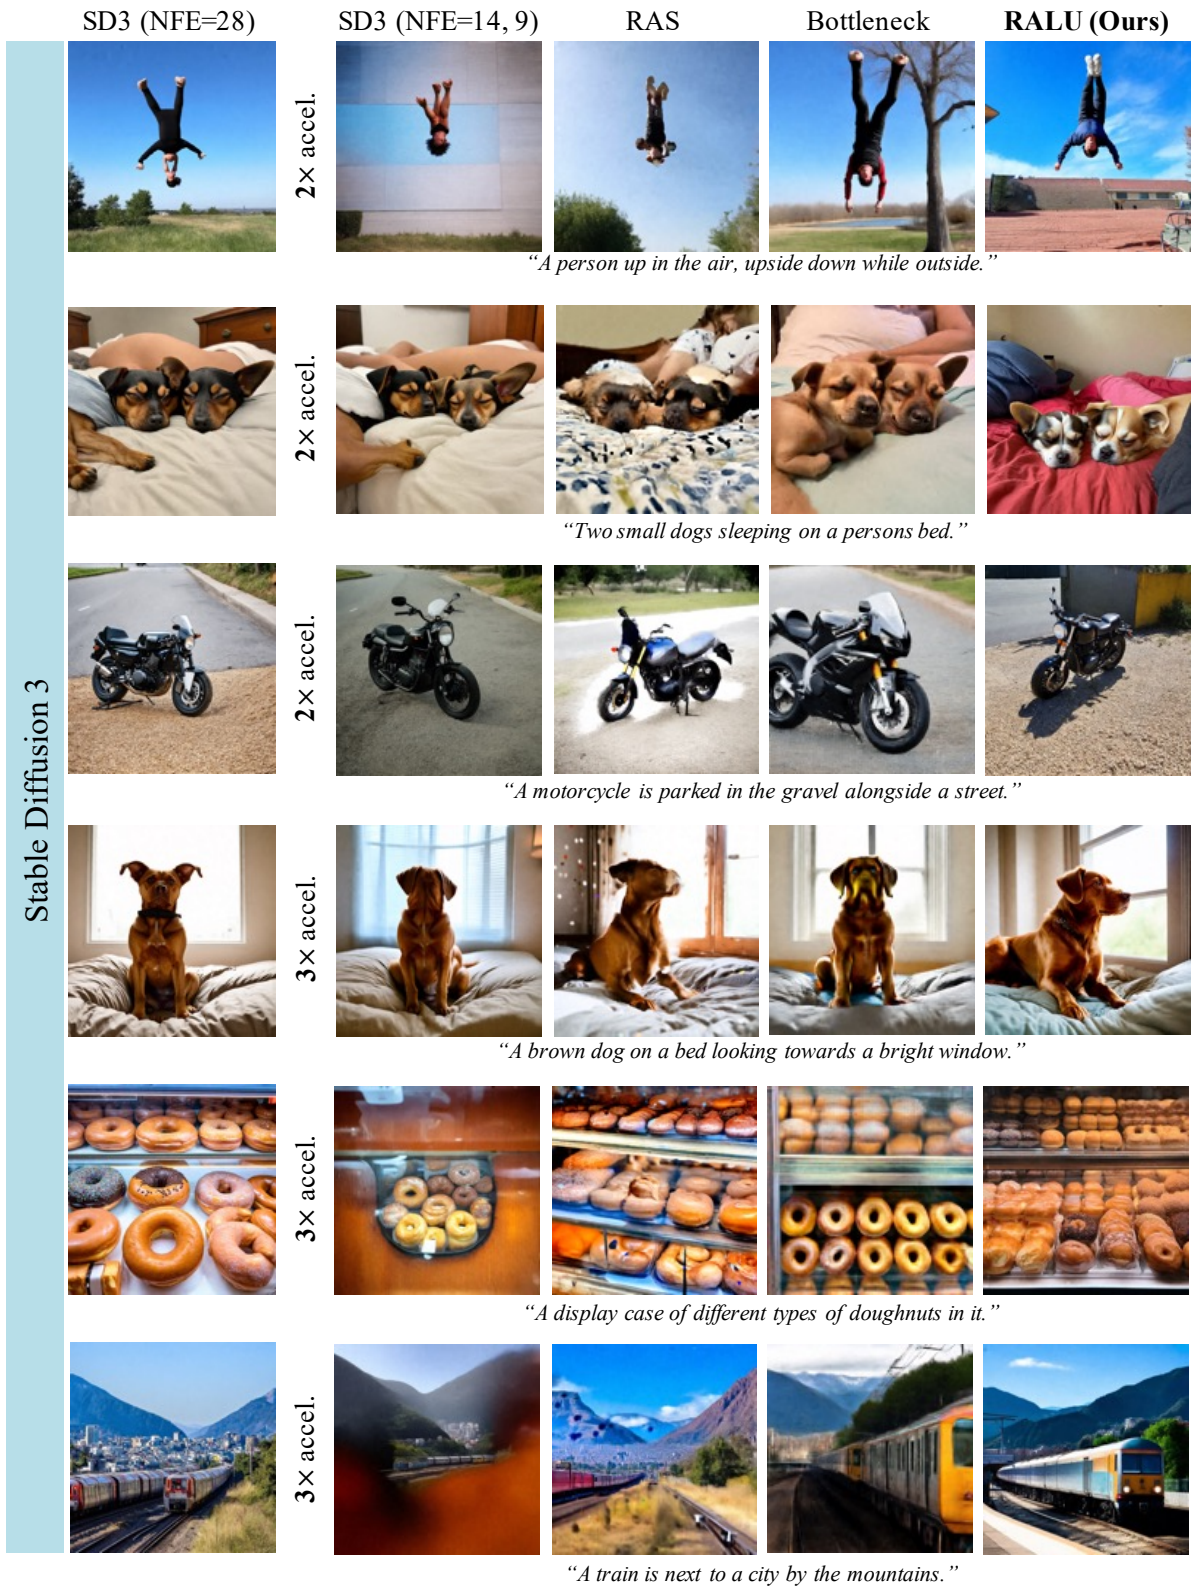 SD3 (NFE=28) SD3 (NFE=14, 9) RAS Bottleneck RALU (Ours)
Stable Diffusion 3
2× accel.
“A person up in the air, upside down while outside.”
2× accel.
“Two small dogs sleeping on a persons bed.”
2× accel.
“A motorcycle is parked in the gravel alongside a street.”
3× accel.
“A brown dog on a bed looking towards a bright window.”
3× accel.
“A display case of different types of doughnuts in it.”
3× accel.
“A train is next to a city by the mountains.”